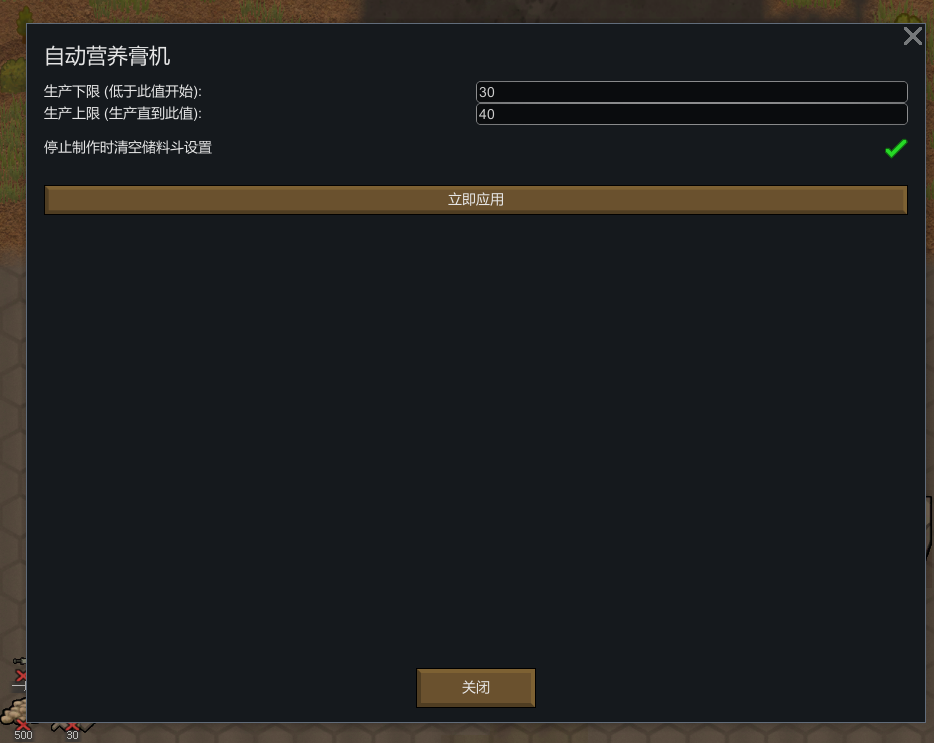 自动营养膏机
生产下限 (低于此值开始):
30
生产上限 (生产直到此值):
40
停止制作时清空储料斗设置
立即应用
关闭
500
30